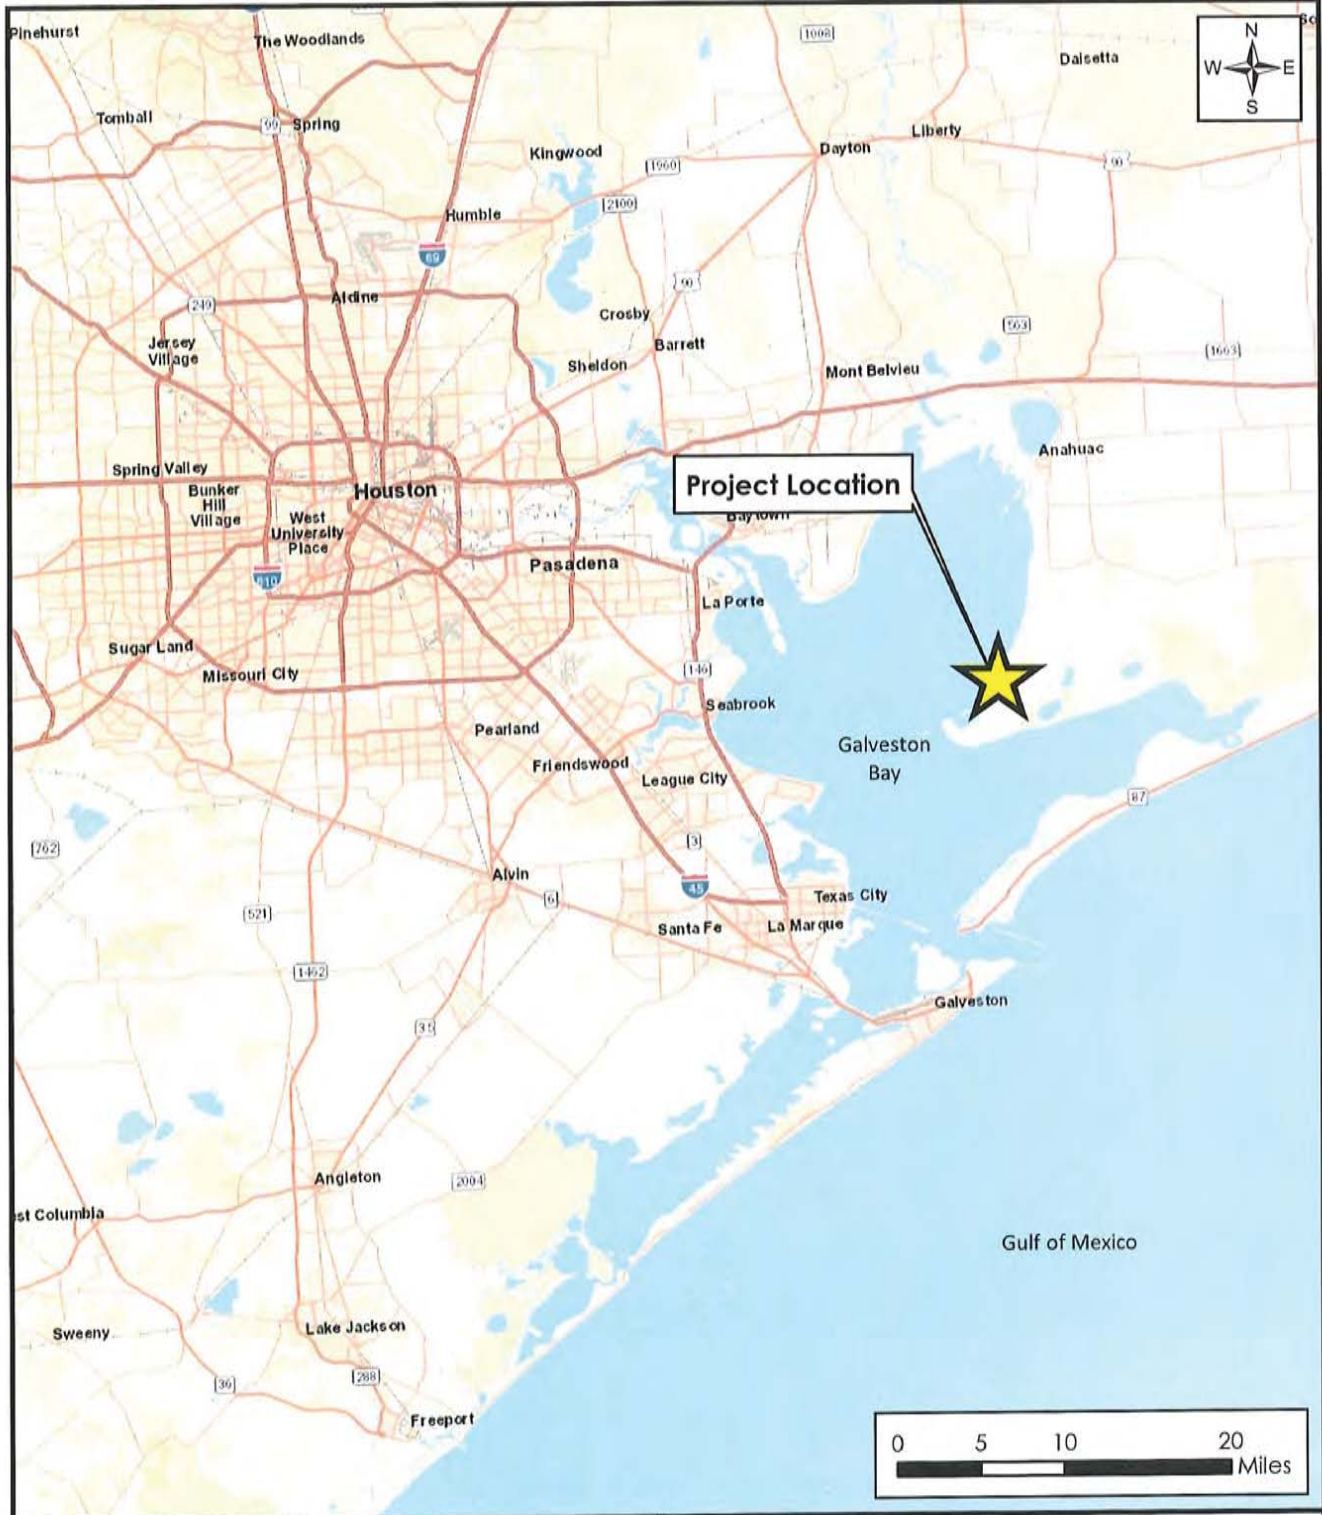 Pinehurst
The Woodlands
1008
Daisetta
N
W E
S
Tomball
99
Spring
Liberty
Dayton
Kingwood
1960
90
2100
Humble
69
90
249
Aldine
Crosby
563
Jersey
Village
Barrett
1663
Sheldon
Mont Belvieu
Anahuac
Spring Valley
Project Location
Bunker
Hill
Village
Houston
West
University
Place
Baytown
Pasadena
610
La Porte
Sugar Land
Missouri City
146
Seabrook
Pearland
Galveston
Bay
Friendswood
League City
87
762
3
Alvin
45
6
Texas City
521
Santa Fe
La Marque
1462
Galveston
35
Angleton
2004
st Columbia
Gulf of Mexico
Sweeny
Lake Jackson
36
288
Freeport
0 5 10 20
Miles